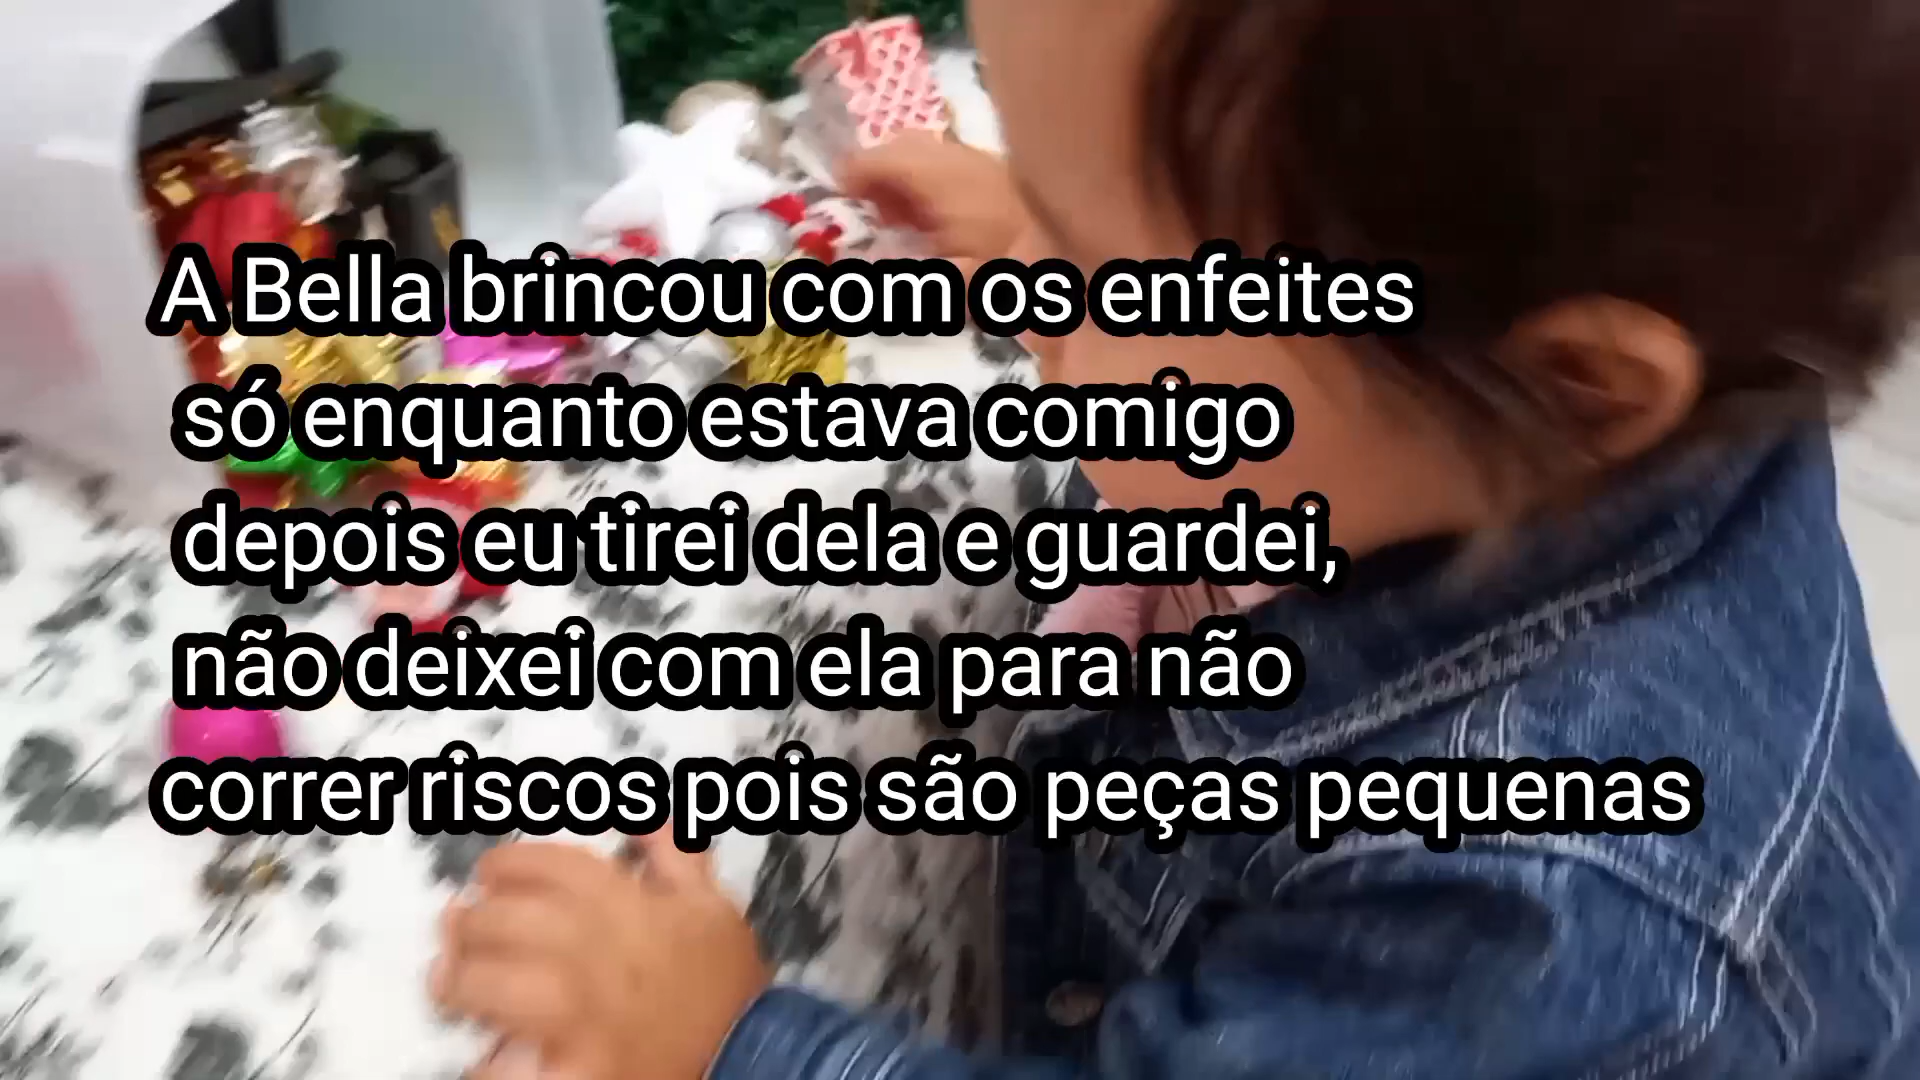 A Bella brincou com os enfeites
só enquanto estava comigo
depois eu tirei dela e guardei,
não deixei com ela para não
correr riscos pois são peças pequenas